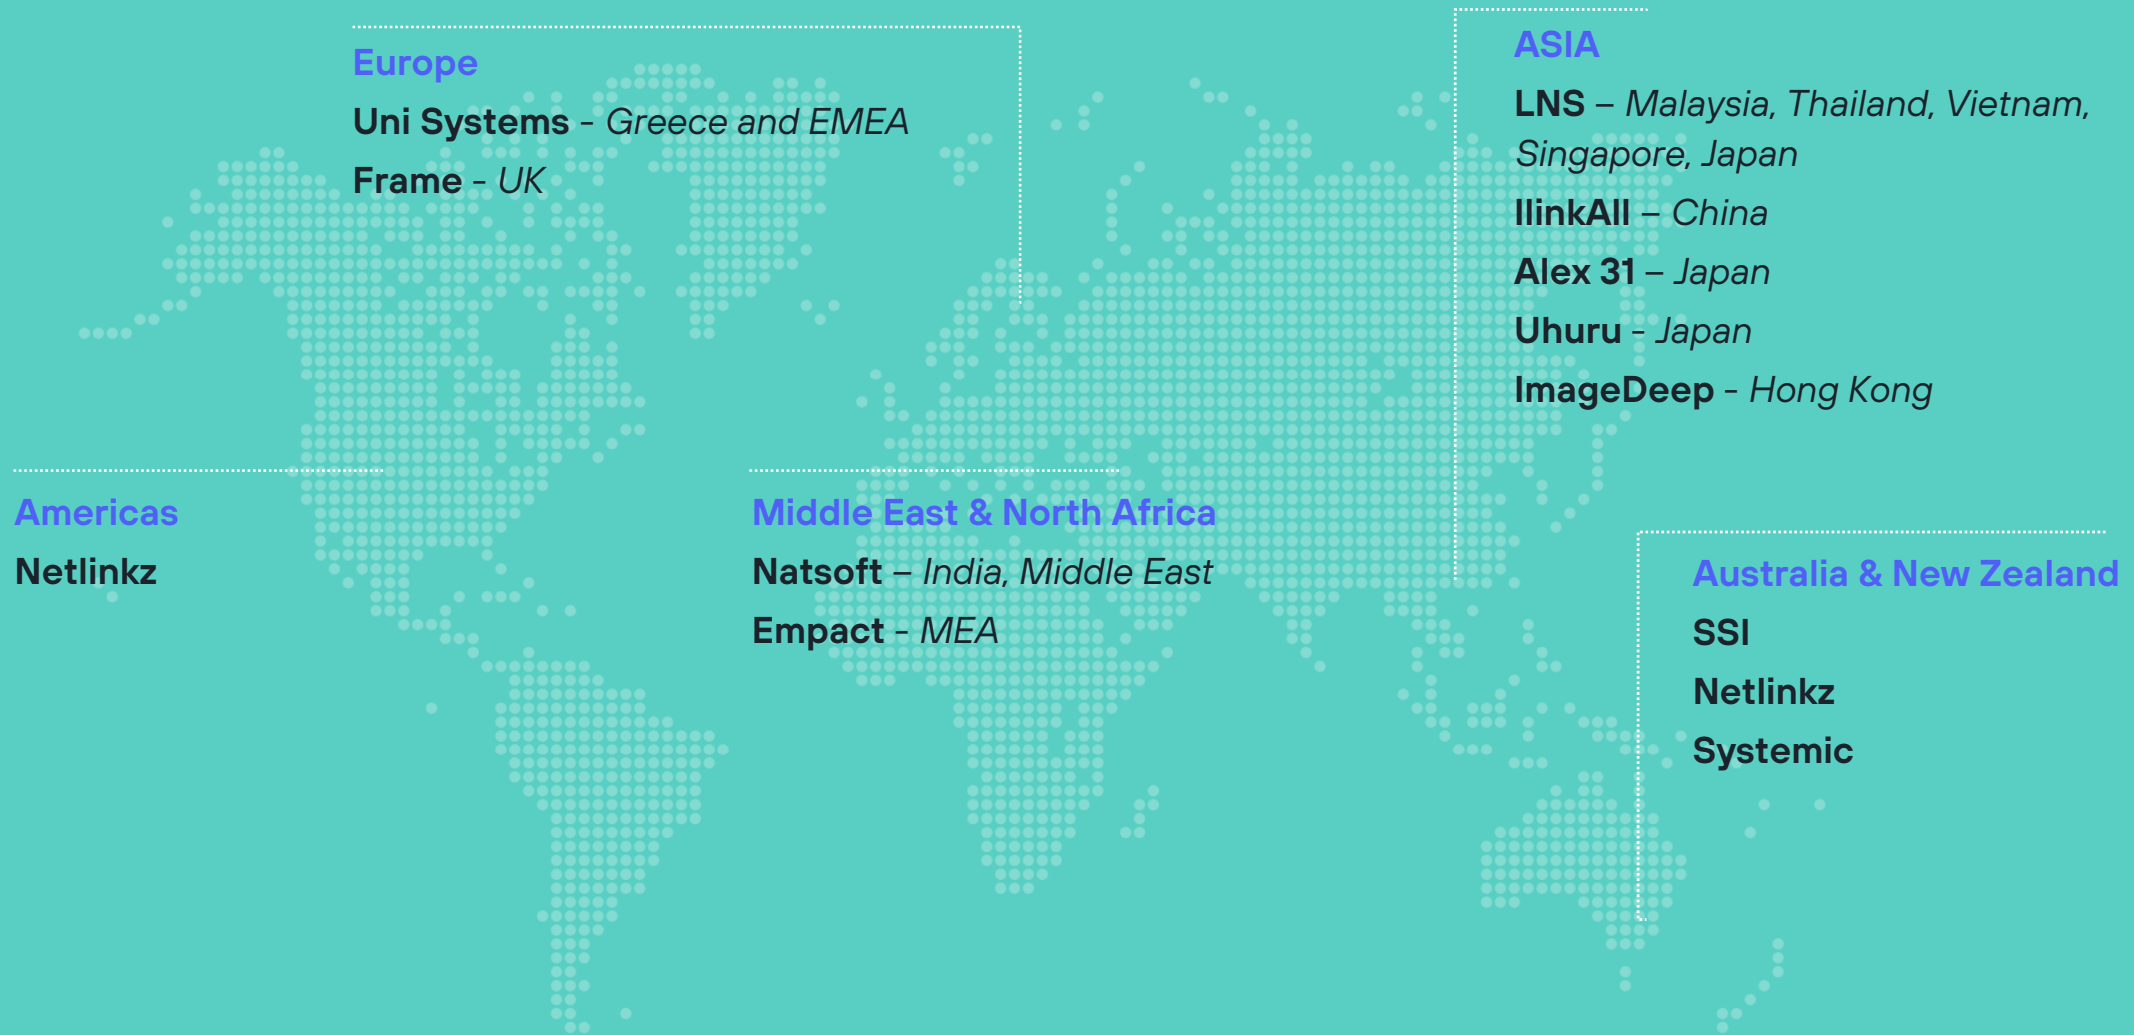 Europe
Uni Systems - Greece and EMEA
Frame - UK
ASIA
LNS – Malaysia, Thailand, Vietnam,
Singapore, Japan
IlinkAll – China
Alex 31 – Japan
Uhuru - Japan
ImageDeep - Hong Kong
Americas
Netlinkz
Middle East & North Africa
Natsoft – India, Middle East
Empact - MEA
Australia & New Zealand
SSI
Netlinkz
Systemic